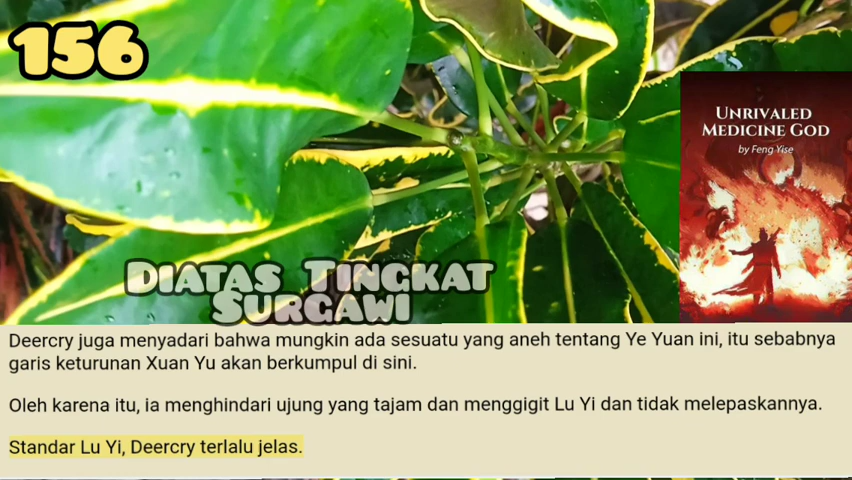 156
UNRIVALED
MEDICINE GOD
by Feng Yise
DIATAS TINGKAT
SURGAWI
Deercry juga menyadari bahwa mungkin ada sesuatu yang aneh tentang Ye Yuan ini, itu sebabnya
garis keturunan Xuan Yu akan berkumpul di sini.
Oleh karena itu, ia menghindari ujung yang tajam dan menggigit Lu Yi dan tidak melepaskannya.
Standar Lu Yi, Deercry terlalu jelas.